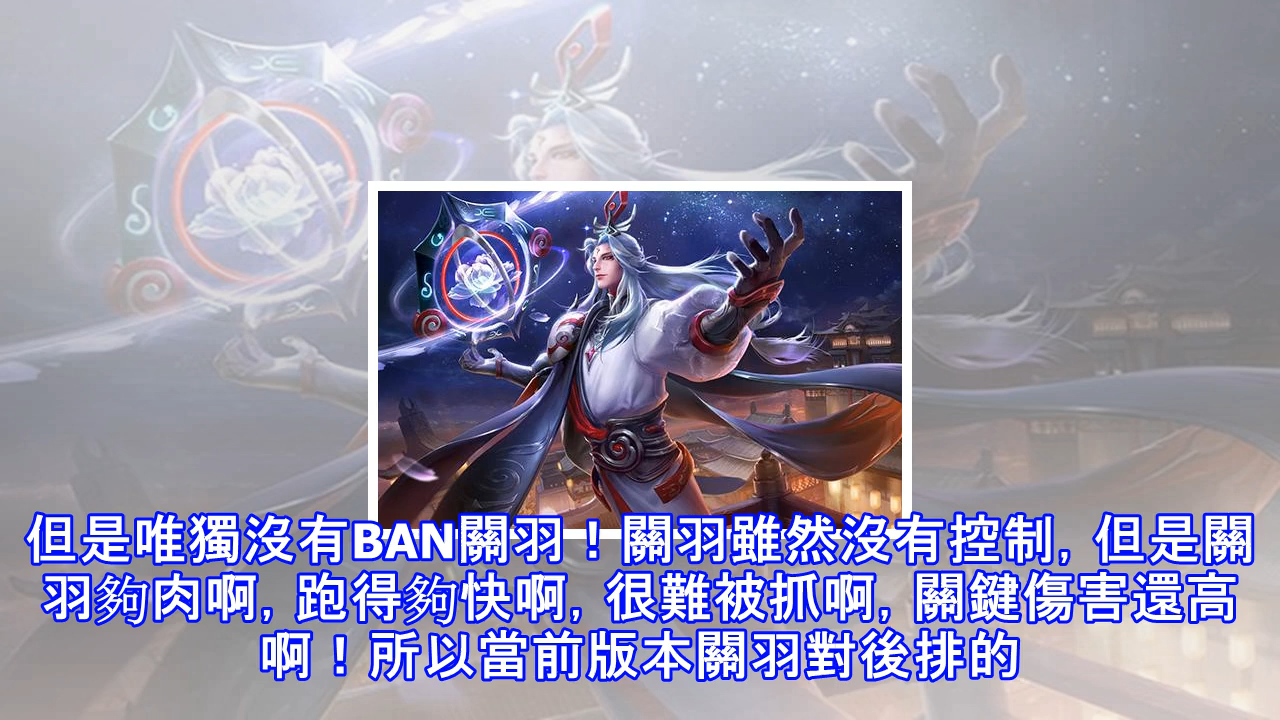 但是唯獨沒有BAN關羽！關羽雖然沒有控制, 但是關
羽夠肉啊, 跑得夠快啊, 很難被抓啊, 關鍵傷害還高
啊！所以當前版本關羽對後排的